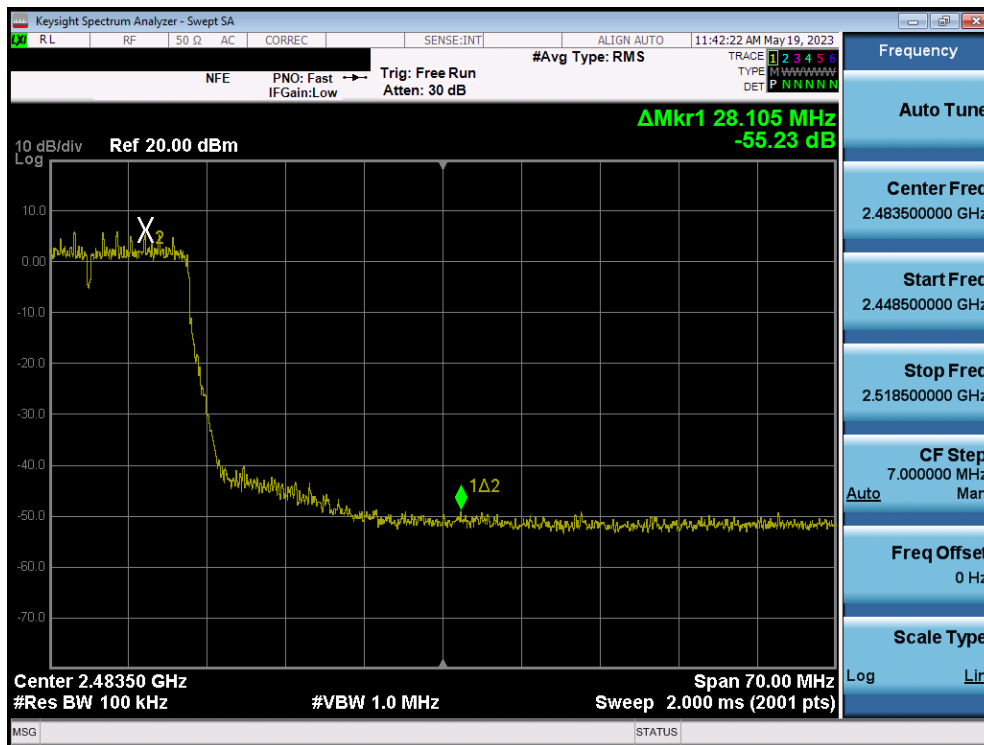 Keysight Spectrum Analyzer - Swept SA
LXI RL RF 50 Ω AC CORREC SENSE:INT ALIGN AUTO 11:42:22 AM May 19, 2023
NFE PNO: Fast IFGain:Low Trig: Free Run Atten: 30 dB #Avg Type: RMS
TRACE 1 2 3 4 5 6
TYPE M W W W W W
DET P N N N N N
ΔMkr1 28.105 MHz
-55.23 dB
10 dB/div Ref 20.00 dBm
Log
10.0
0.00
-10.0
-20.0
-30.0
-40.0
-50.0
-60.0
-70.0
X2
1Δ2
Center 2.48350 GHz Span 70.00 MHz
#Res BW 100 kHz #VBW 1.0 MHz Sweep 2.000 ms (2001 pts)
MSG STATUS
Frequency
Auto Tune
Center Freq
2.483500000 GHz
Start Freq
2.448500000 GHz
Stop Freq
2.518500000 GHz
CF Step
7.000000 MHz
Auto Man
Freq Offset
0 Hz
Scale Type
Log Lin